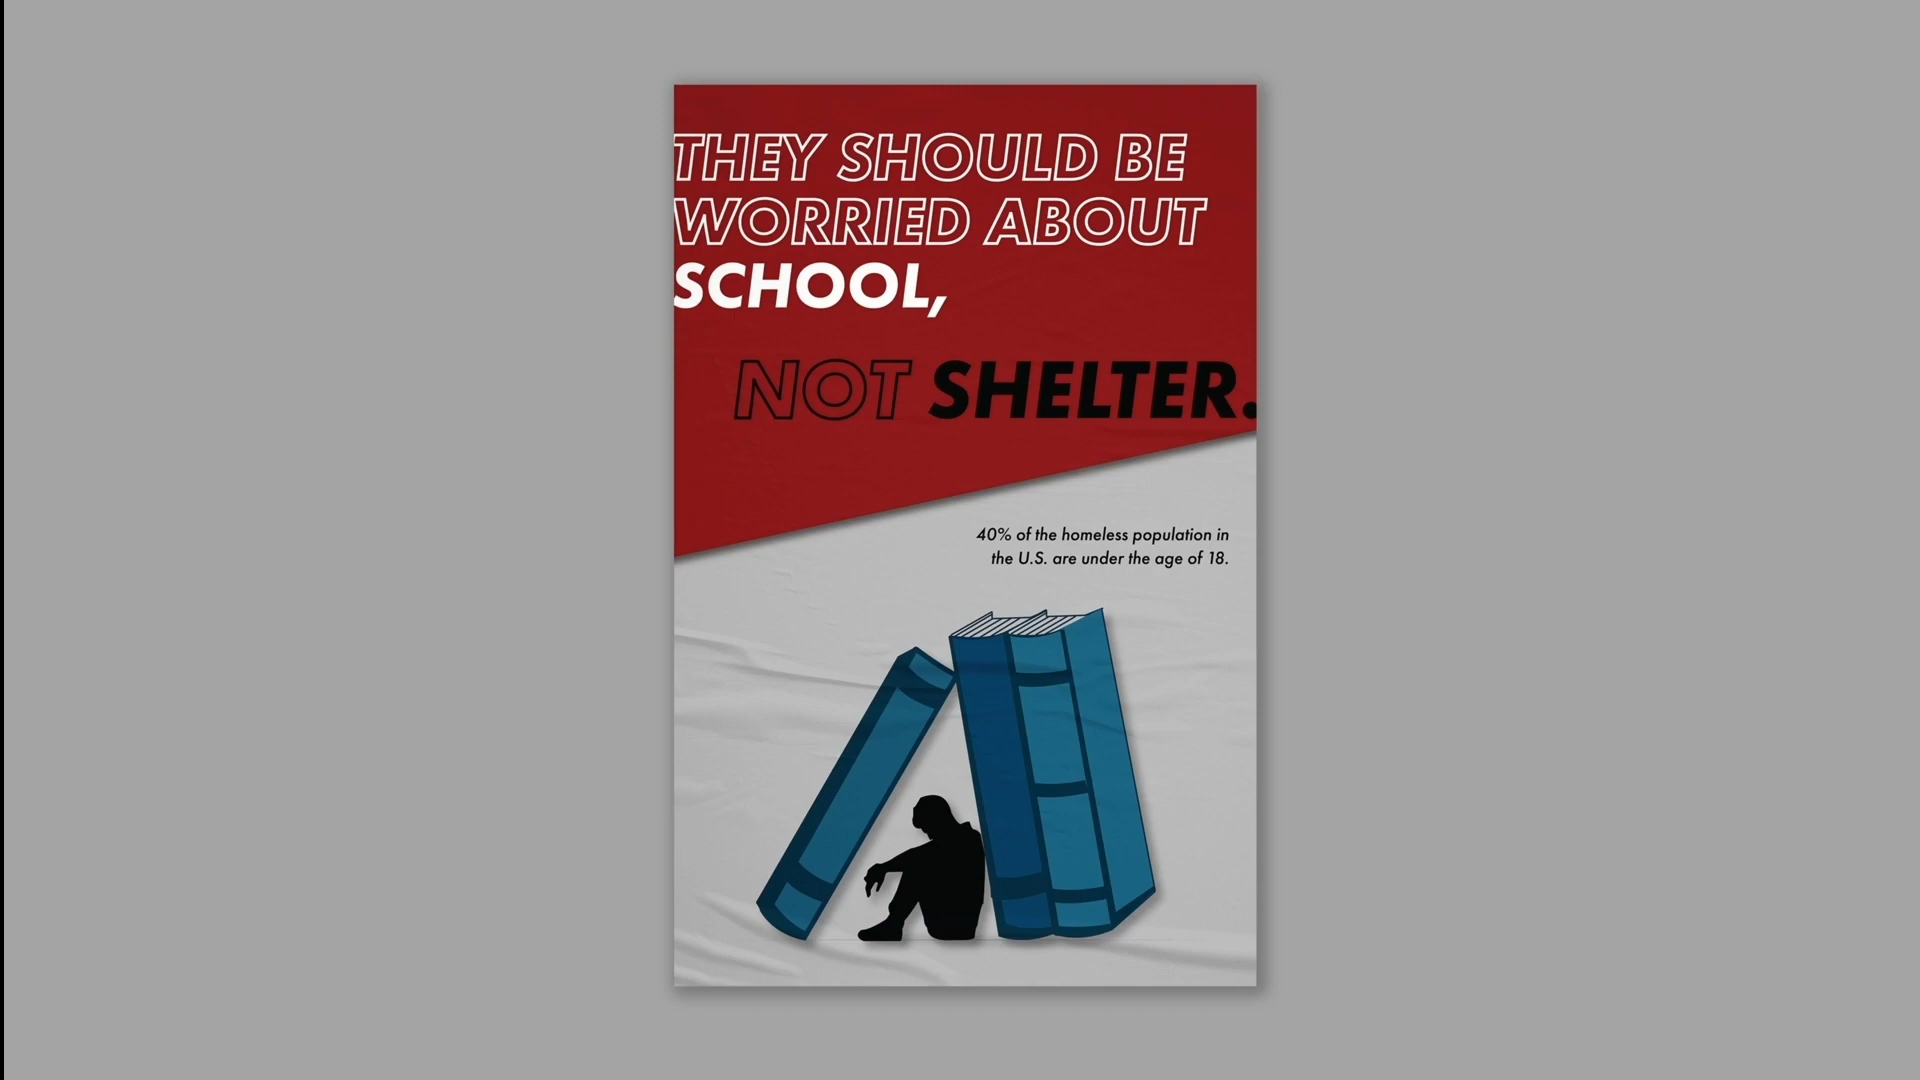 THEY SHOULD BE
WORRIED ABOUT
SCHOOL,
NOT SHELTER.
40% of the homeless population in
the U.S. are under the age of 18.